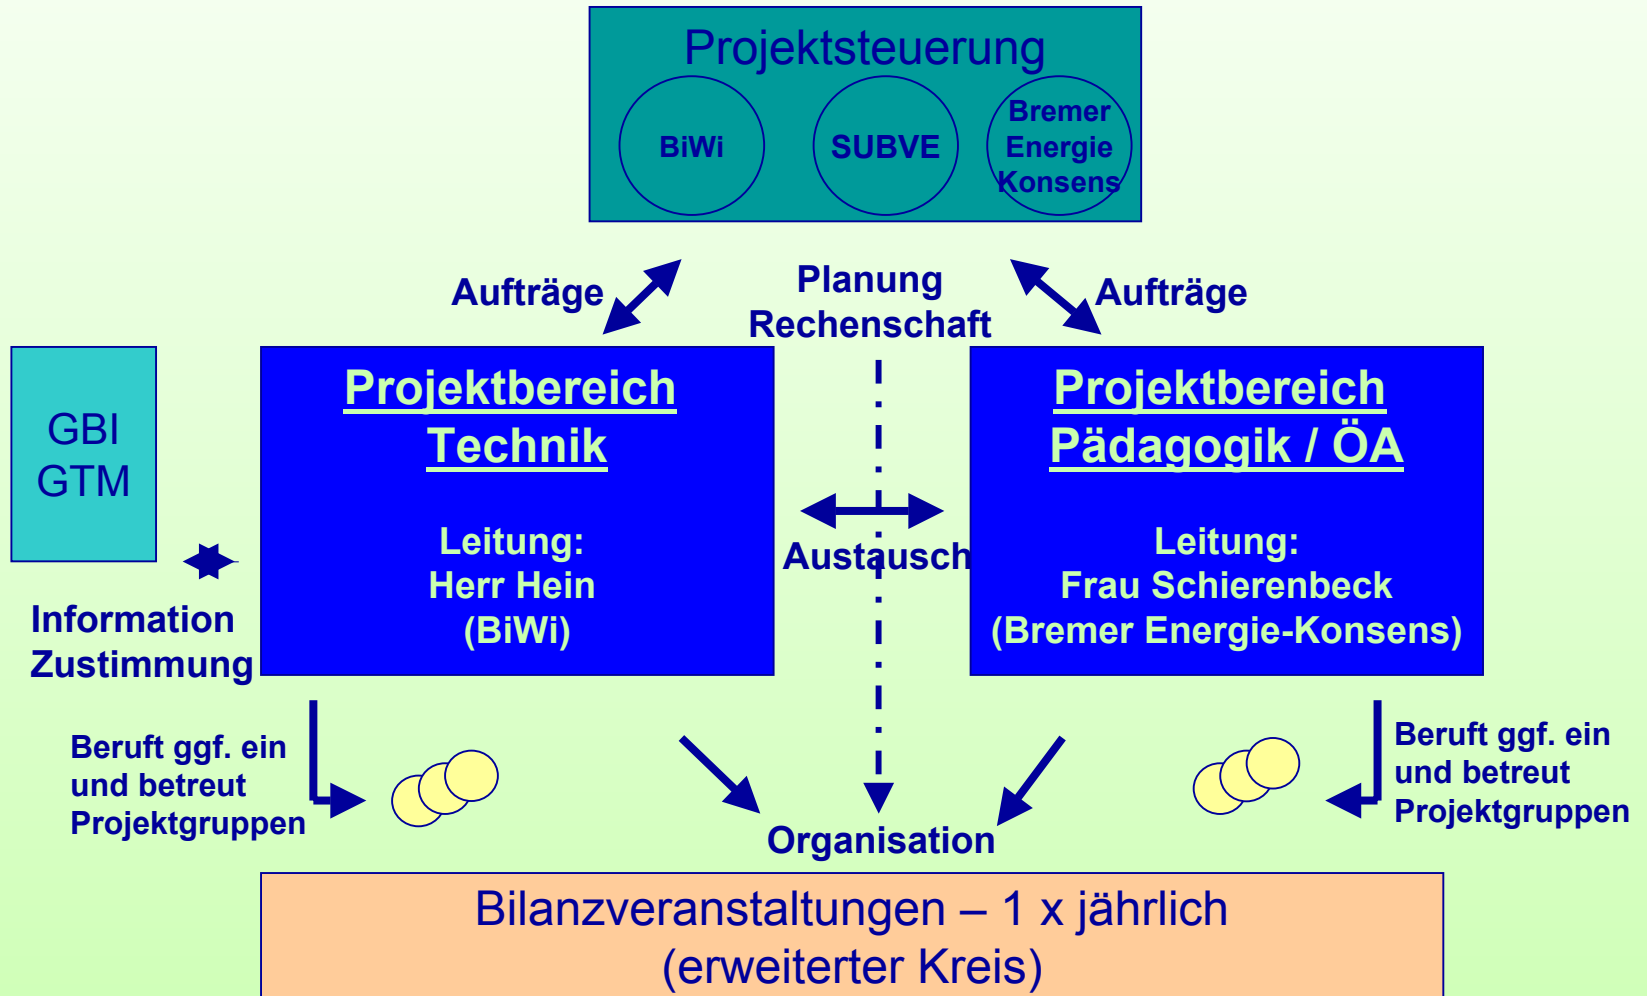 Projektsteuerung
BiWi
SUBVE
Bremer
Energie
Konsens
Aufträge
Planung
Rechenschaft
Aufträge
GBI
GTM
Projektbereich
Technik
Leitung:
Herr Hein
(BiWi)
Austausch
Projektbereich
Pädagogik / ÖA
Leitung:
Frau Schierenbeck
(Bremer Energie-Konsens)
Information
Zustimmung
Beruft ggf. ein
und betreut
Projektgruppen
Beruft ggf. ein
und betreut
Projektgruppen
Organisation
Bilanzveranstaltungen – 1 x jährlich
(erweiterter Kreis)